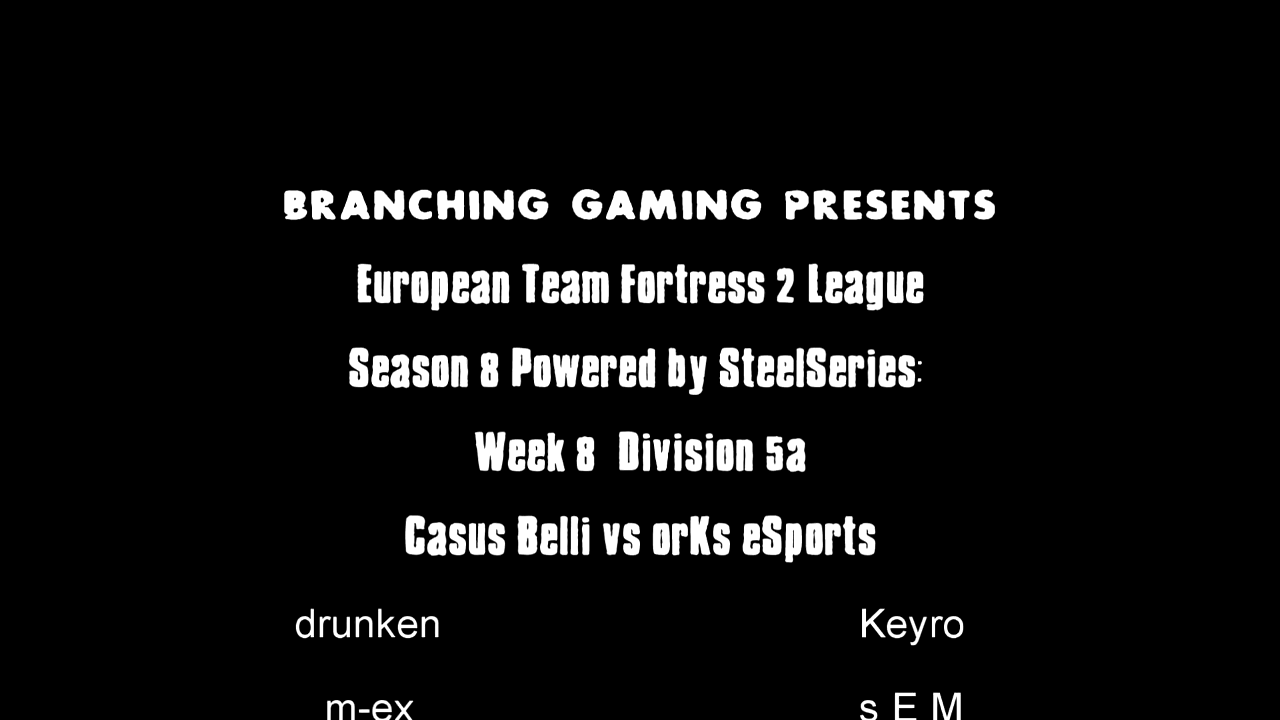 BRANCHING GAMING PRESENTS
European Team Fortress 2 League
Season 8 Powered by SteelSeries:
Week 8 Division 5a
Casus Belli vs orKs eSports
drunken Keyro
m-ex s E M